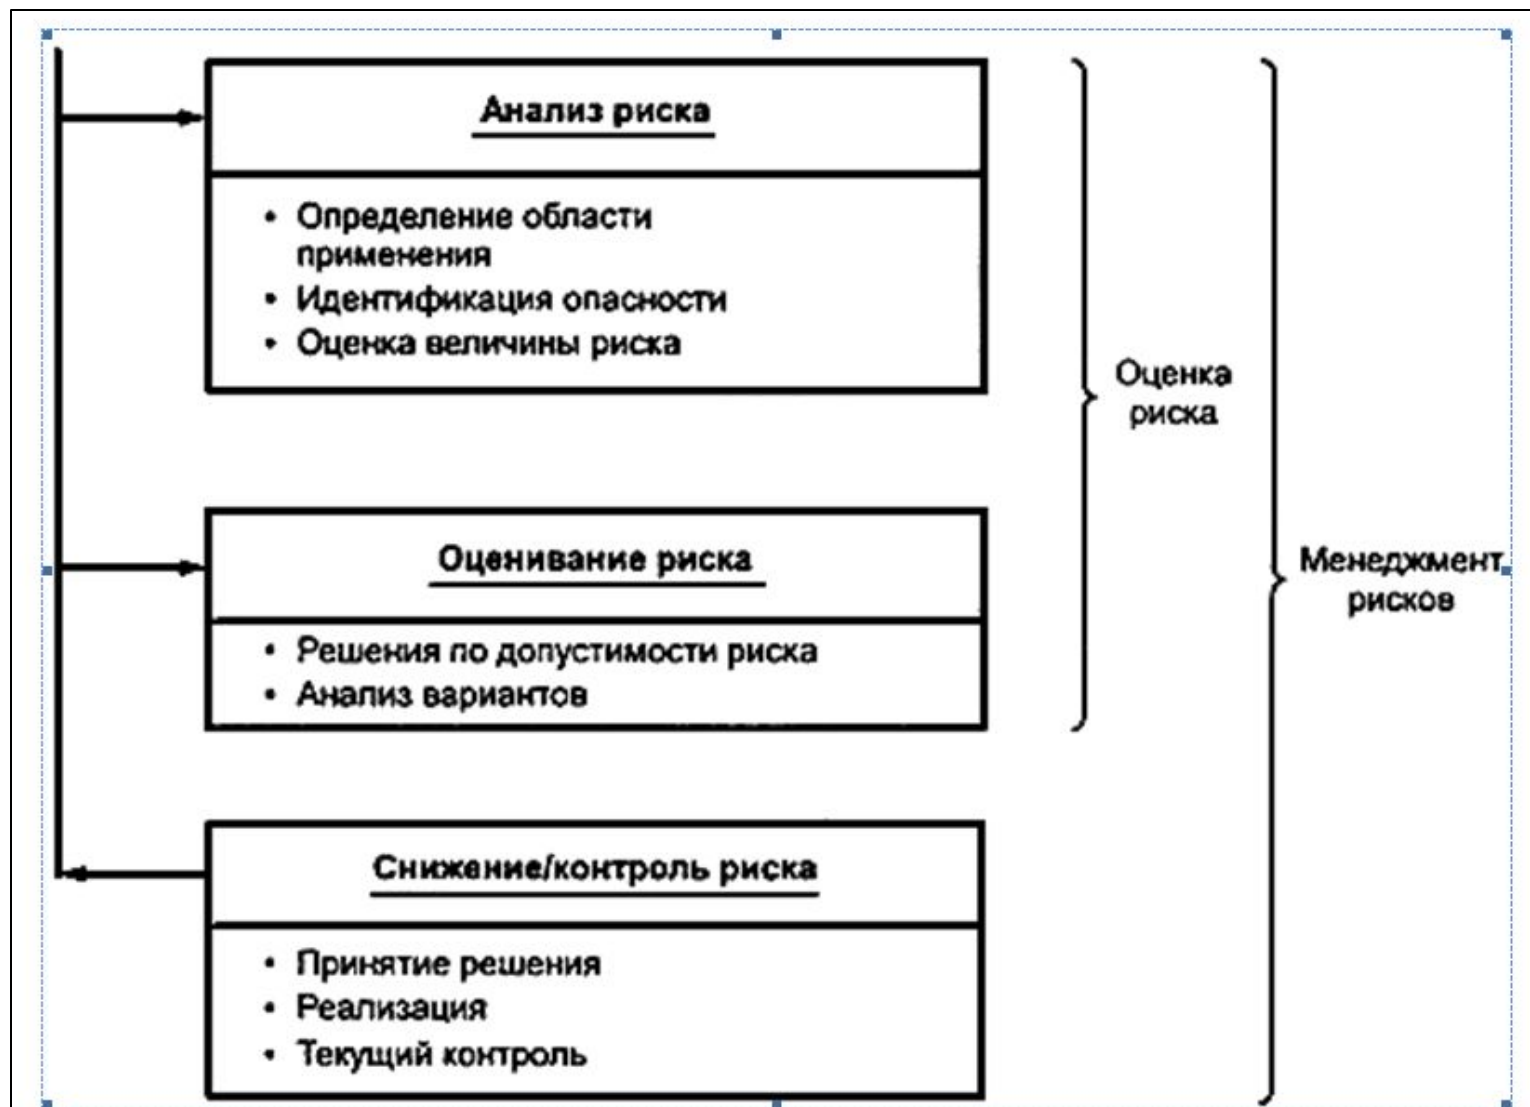 Анализ риска
• Определение области
применения
• Идентификация опасности
• Оценка величины риска
Оценка
риска
Оценивание риска
• Решения по допустимости риска
• Анализ вариантов
Менеджмент
рисков
Снижение/контроль риска
• Принятие решения
• Реализация
• Текущий контроль